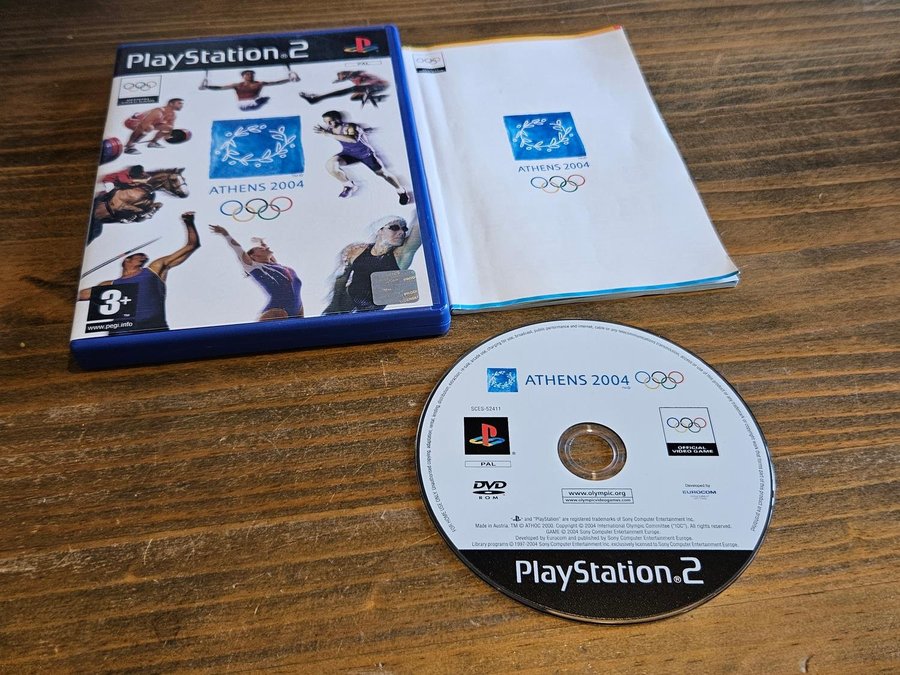 PlayStation®2
PAL
ATHENS 2004
3+
www.pegi.info
ATHENS 2004
ATHENS 2004
SCES-52411
PAL
DVD
ROM
OFFICIAL
VIDEO GAME
www.olympic.org
www.olympicvideogames.com
Developed by
EUROCOM
and "PlayStation" are registered trademarks of Sony Computer Entertainment Inc.
Made in Austria. TM © ATHOC 2000. Copyright © 2004 International Olympic Committee ("IOC"). All rights reserved.
GAME © 2004 Sony Computer Entertainment Europe.
Developed by Eurocom and published by Sony Computer Entertainment Europe.
Library programs © 1997-2004 Sony Computer Entertainment Inc. exclusively licensed to Sony Computer Entertainment Europe.
PlayStation®2